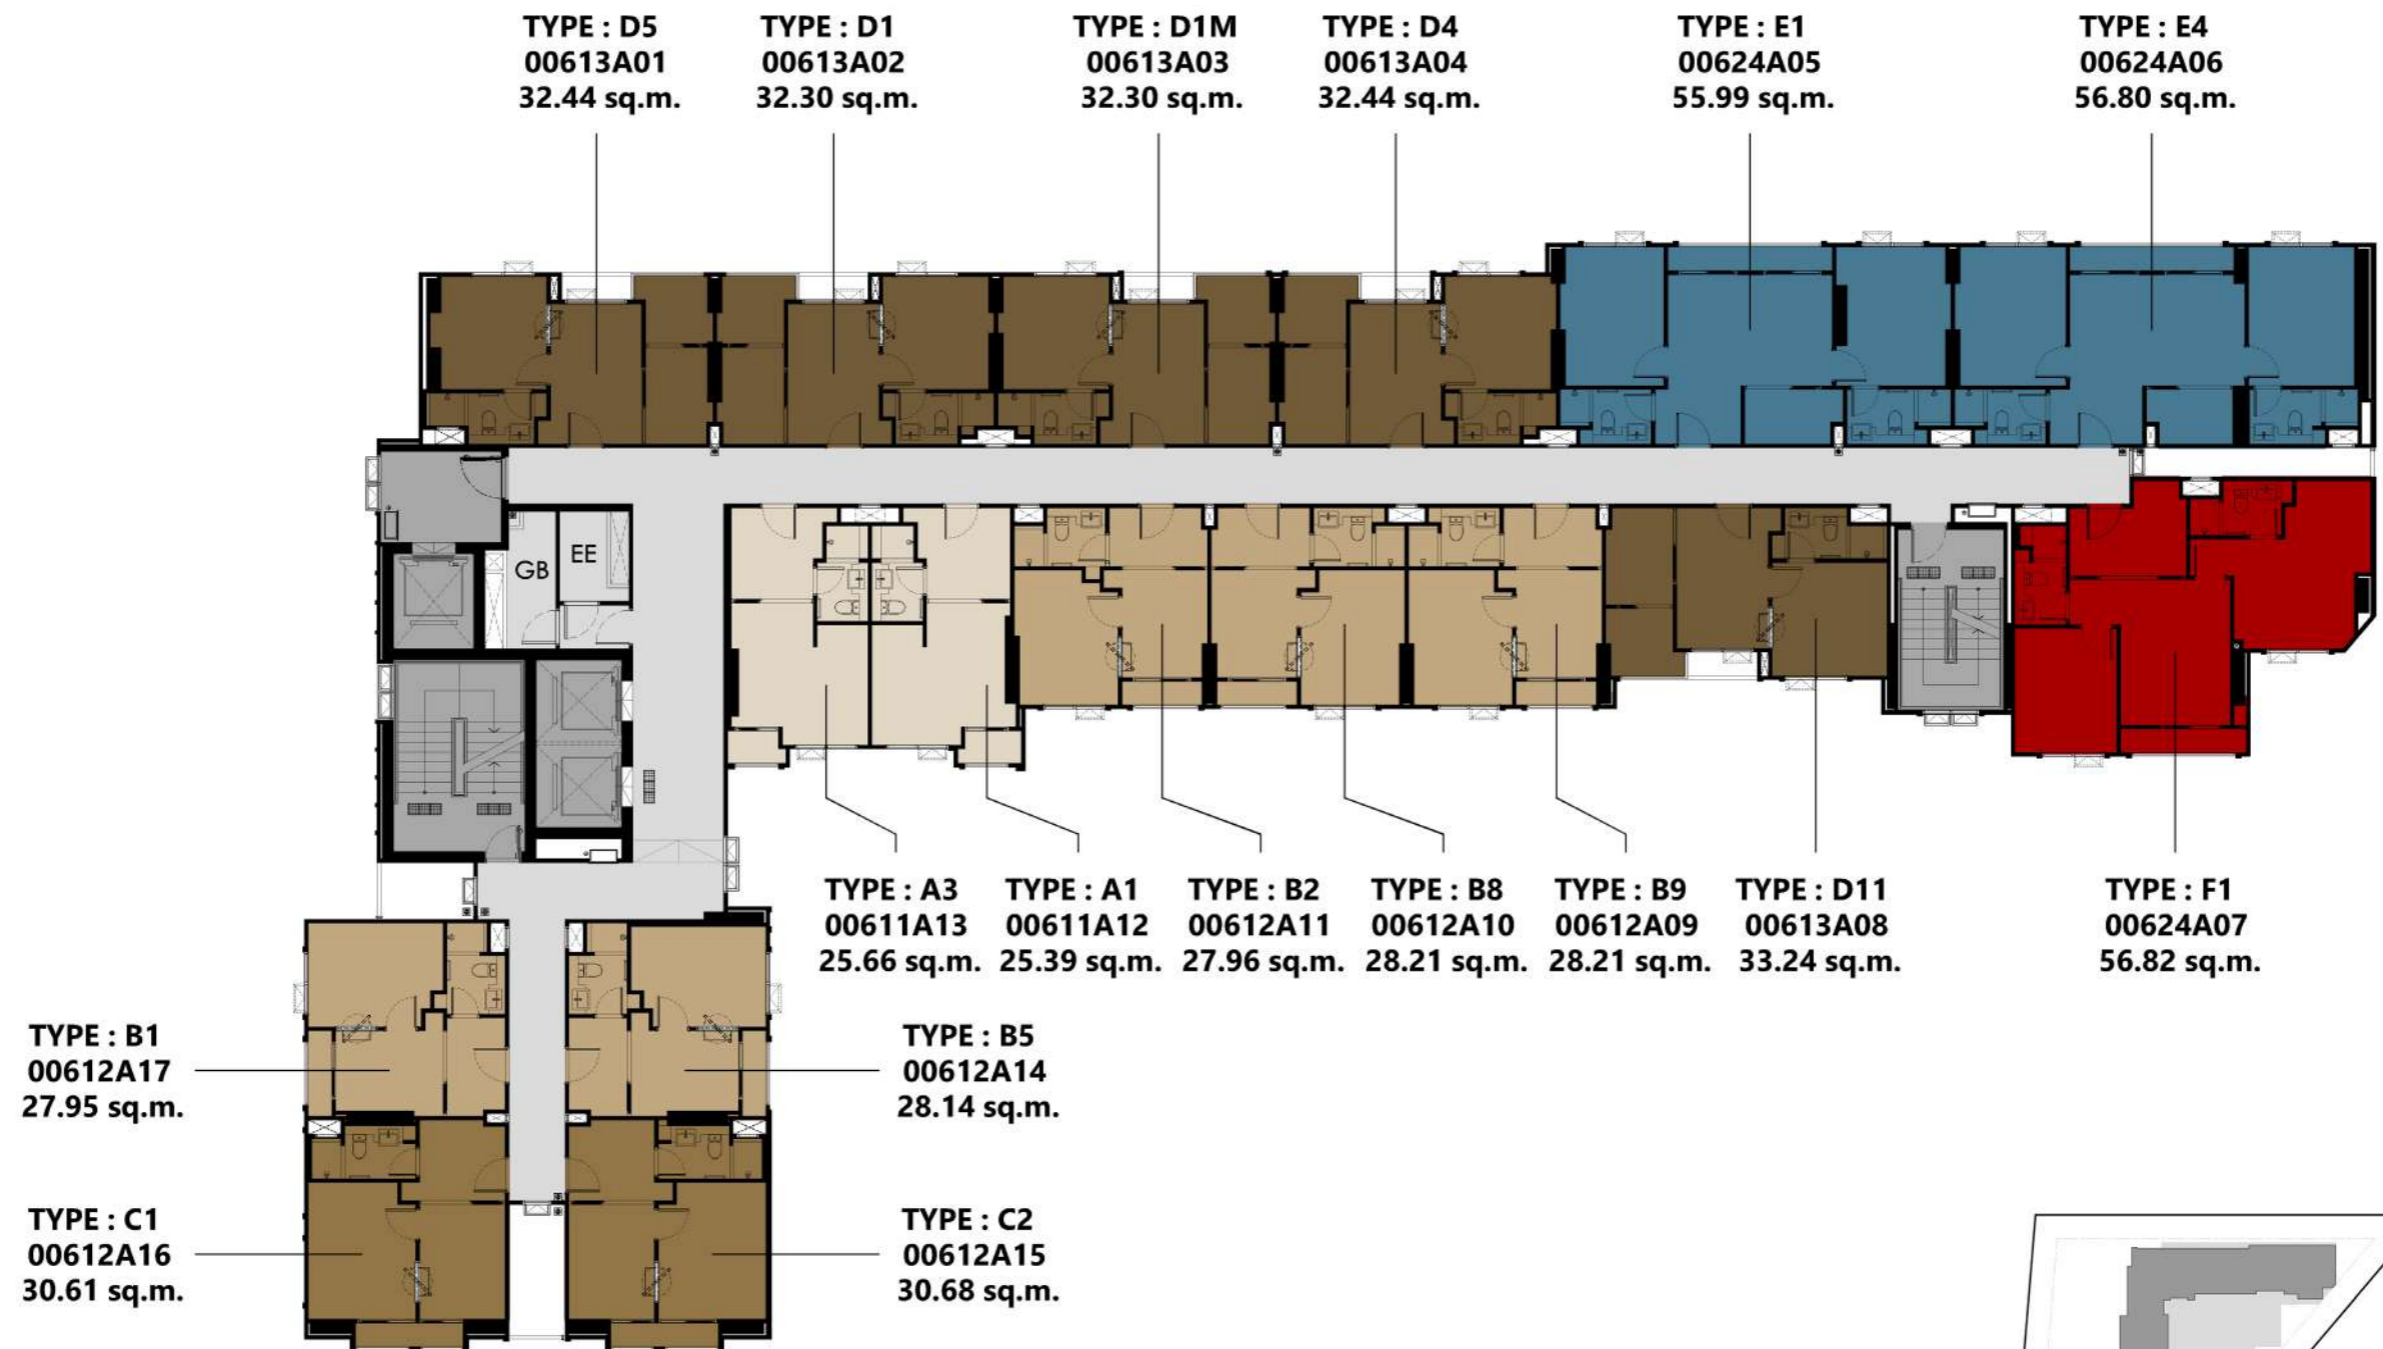 TYPE : D5
00613A01
32.44 sq.m.
TYPE : D1
00613A02
32.30 sq.m.
TYPE : D1M
00613A03
32.30 sq.m.
TYPE : D4
00613A04
32.44 sq.m.
TYPE : E1
00624A05
55.99 sq.m.
TYPE : E4
00624A06
56.80 sq.m.
GB
EE
TYPE : A3
00611A13
25.66 sq.m.
TYPE : A1
00611A12
25.39 sq.m.
TYPE : B2
00612A11
27.96 sq.m.
TYPE : B8
00612A10
28.21 sq.m.
TYPE : B9
00612A09
28.21 sq.m.
TYPE : D11
00613A08
33.24 sq.m.
TYPE : F1
00624A07
56.82 sq.m.
TYPE : B1
00612A17
27.95 sq.m.
TYPE : B5
00612A14
28.14 sq.m.
TYPE : C1
00612A16
30.61 sq.m.
TYPE : C2
00612A15
30.68 sq.m.